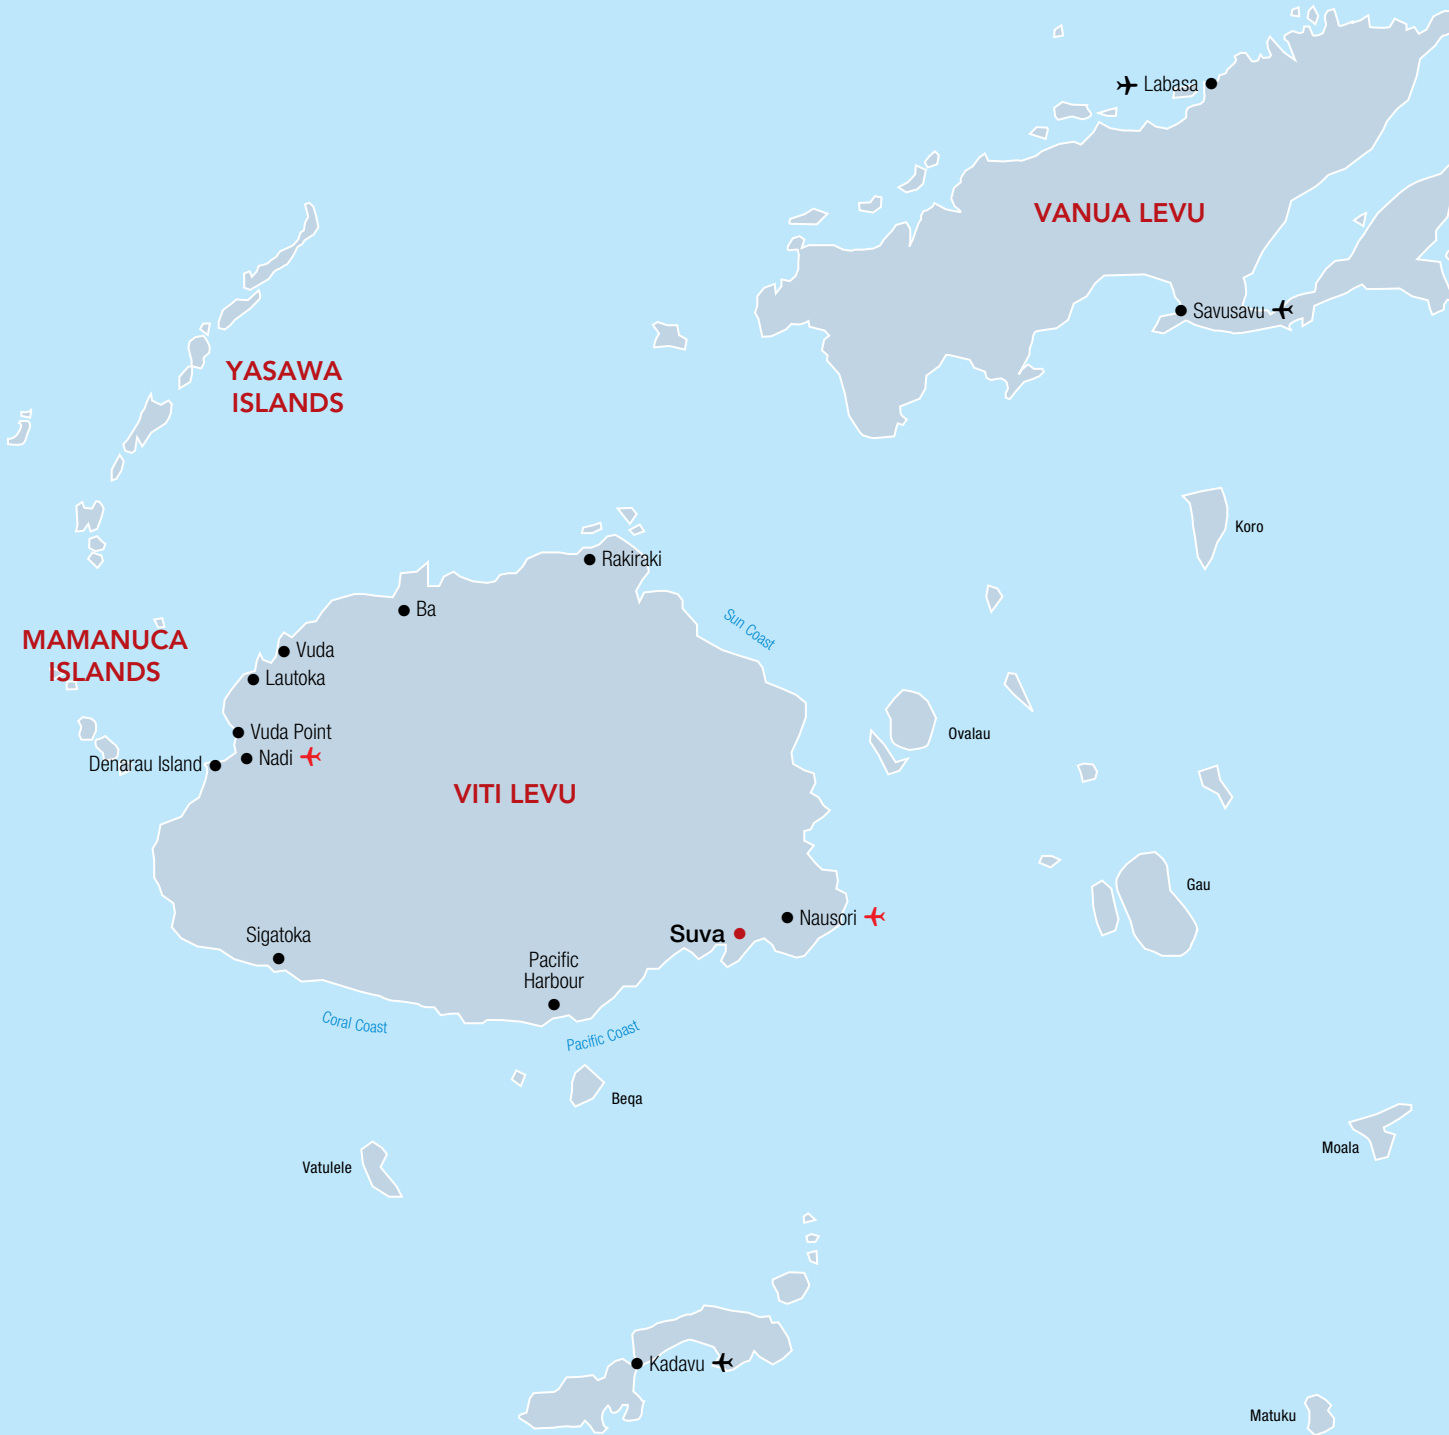 Labasa
VANUA LEVU
Savusavu
YASAWA
ISLANDS
Koro
Rakiraki
Ba
Sun Coast
MAMANUCA
ISLANDS
Vuda
Lautoka
Vuda Point
Ovalau
Nadi
Denarau Island
VITI LEVU
Gau
Nausori
Suva
Sigatoka
Pacific
Harbour
Coral Coast
Pacific Coast
Beqa
Moala
Vatulele
Kadavu
Matuku